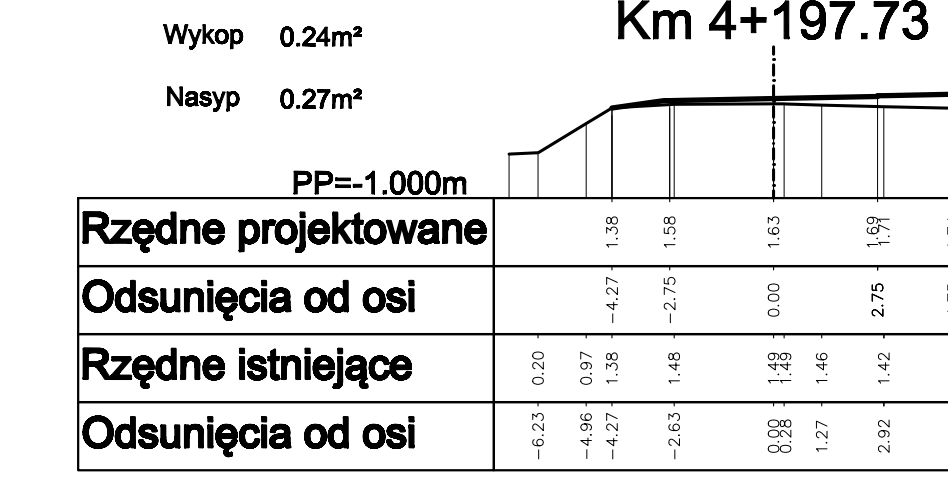 Km 4+197.73
Wykop 0.24m²
Nasyp 0.27m²
PP=-1.000m
Rzędne projektowane 1.38 1.58 1.63 1.69 1.71
Odsunięcia od osi -4.27 -2.75 0.00 2.75
Rzędne istniejące 0.20 0.97 1.38 1.48 1.49 1.49 1.46 1.42
Odsunięcia od osi -6.23 -4.96 -4.27 -2.63 0.00 0.28 1.27 2.92